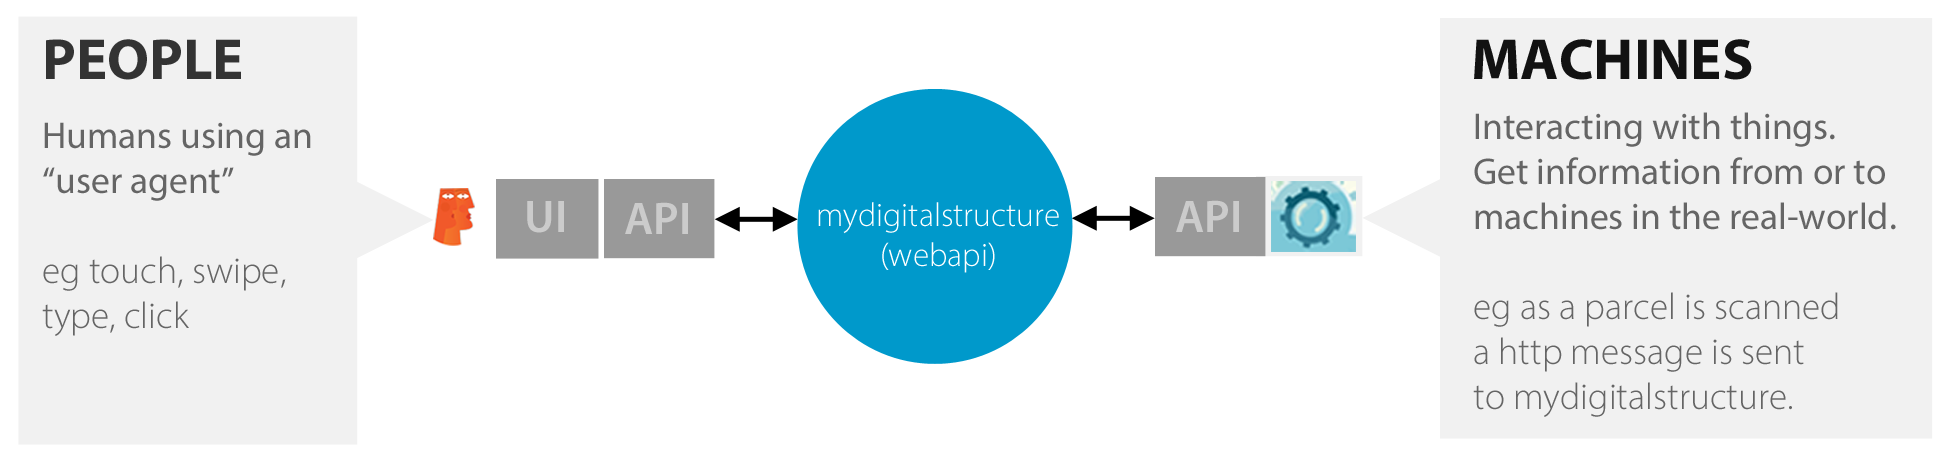 PEOPLE
Humans using an
“user agent”
eg touch, swipe,
type, click
UI
API
mydigitalstructure
(webapi)
API
MACHINES
Interacting with things.
Get information from or to
machines in the real-world.
eg as a parcel is scanned
a http message is sent
to mydigitalstructure.